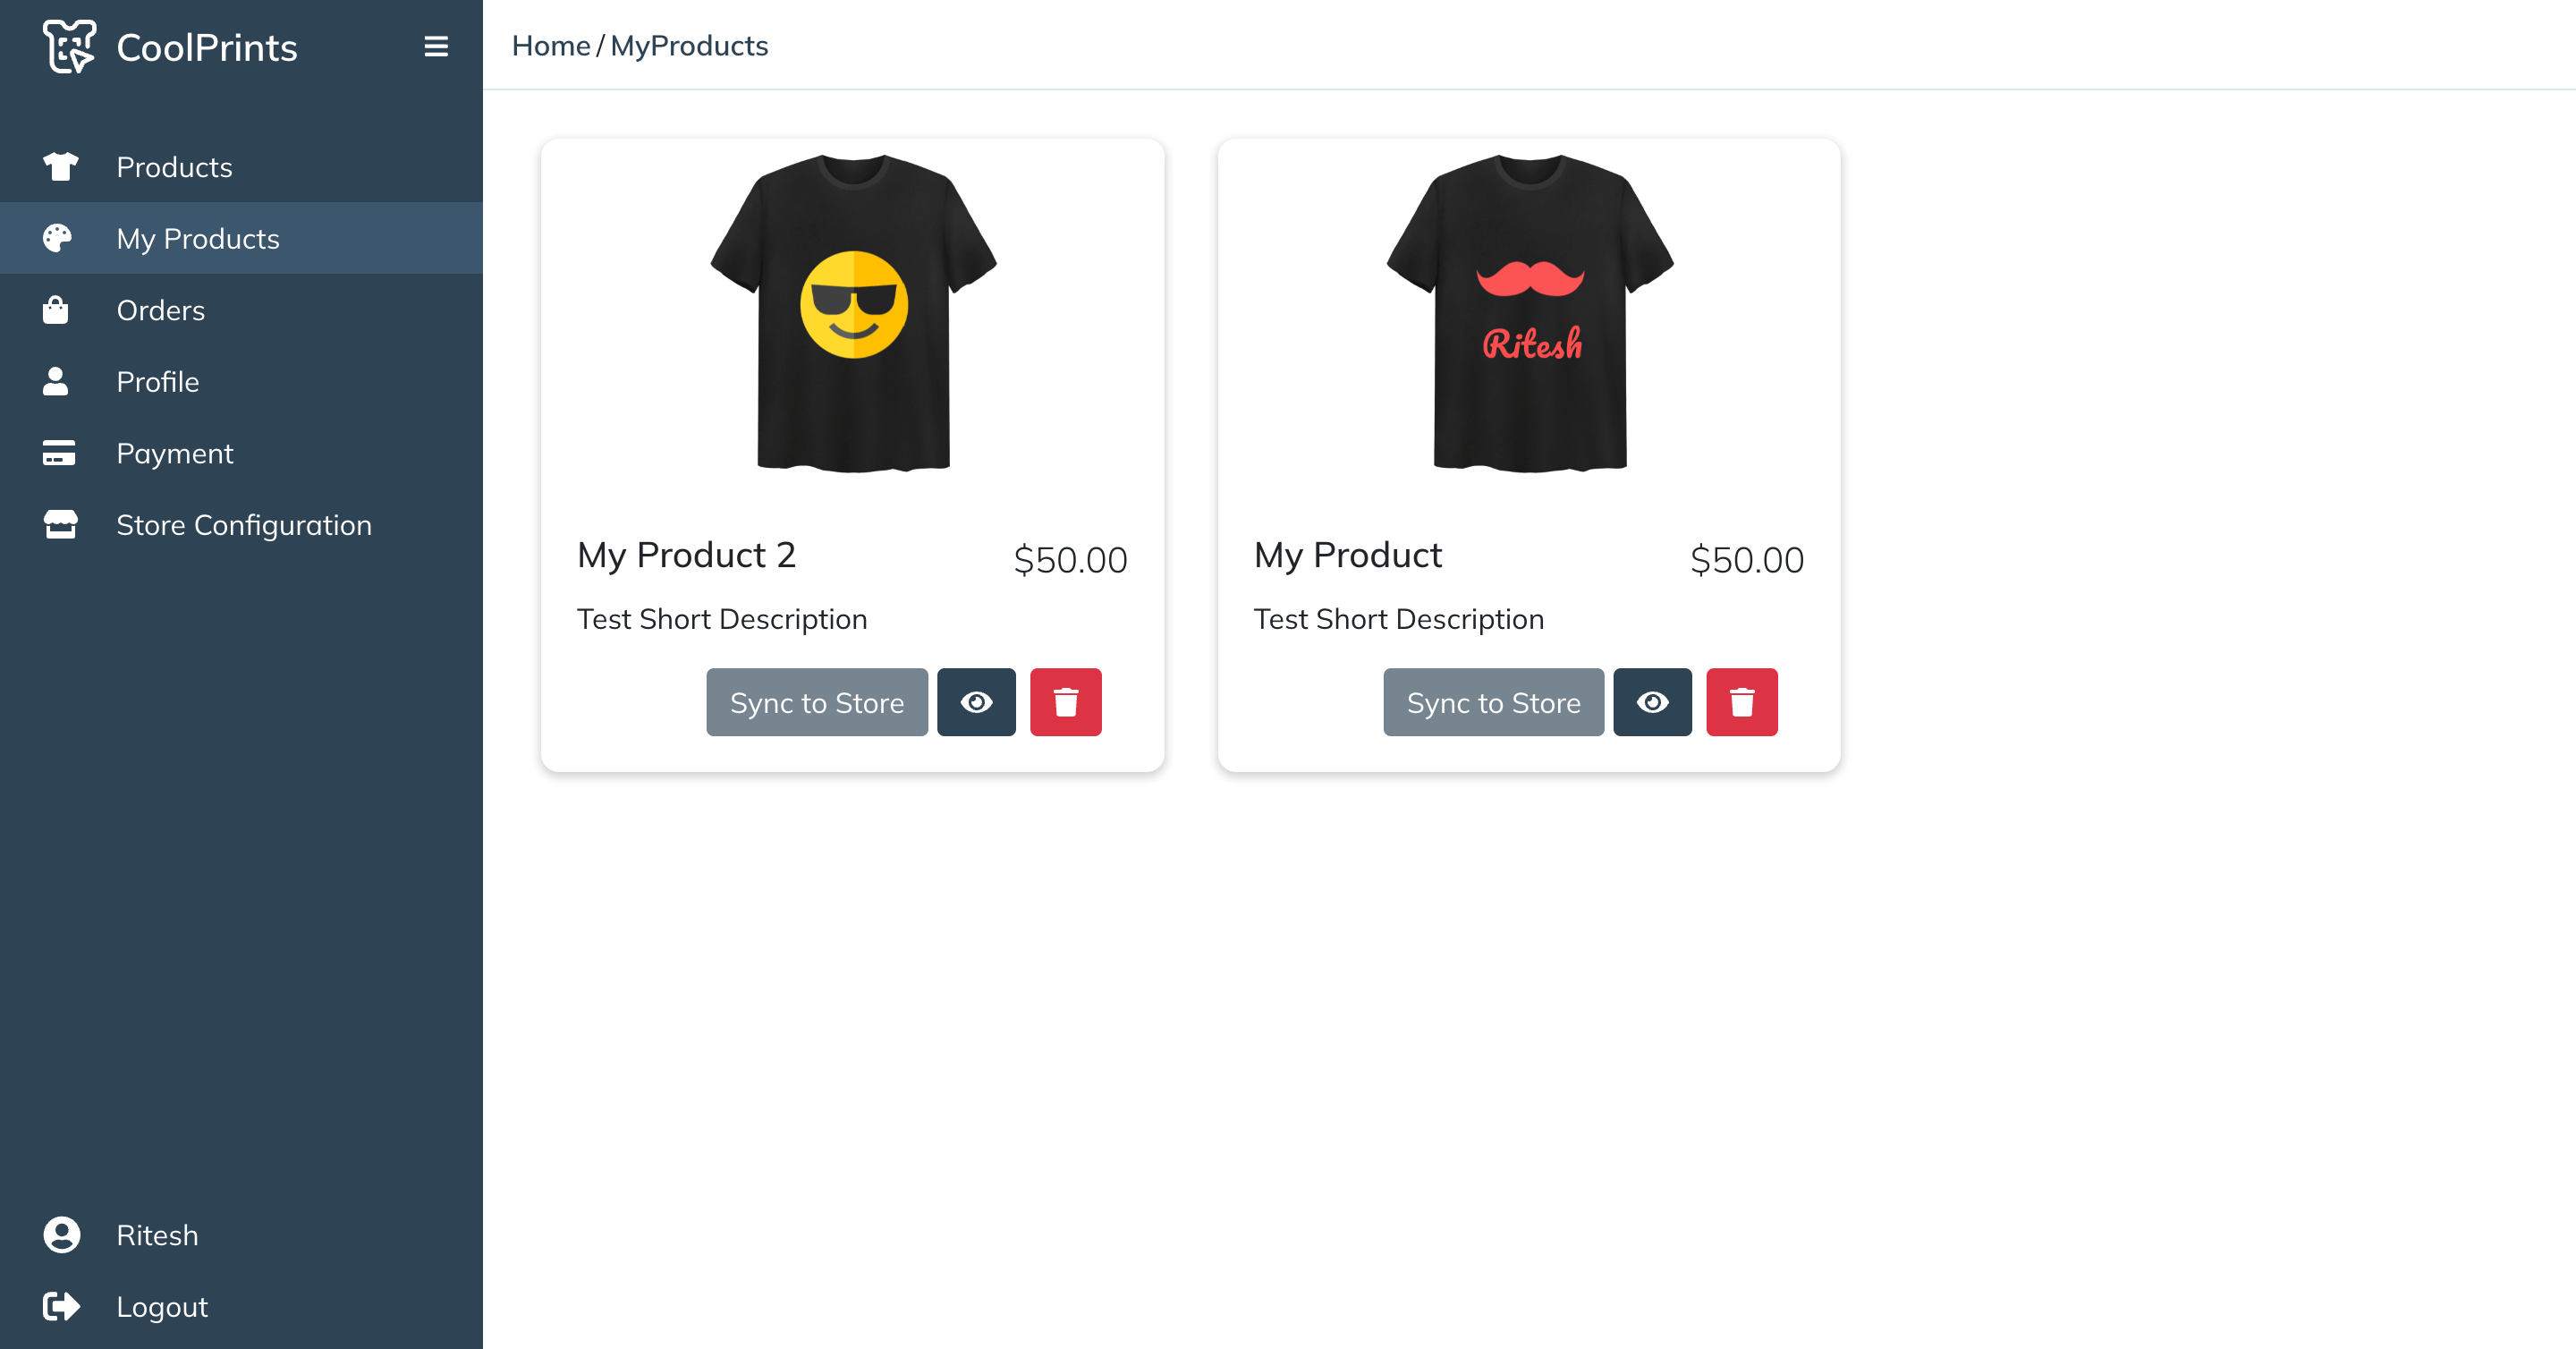 CoolPrints
Products
My Products
Orders
Profile
Payment
Store Configuration
Ritesh
Logout
Home / MyProducts
My Product 2
$50.00
Test Short Description
Sync to Store
Ritesh
My Product
$50.00
Test Short Description
Sync to Store